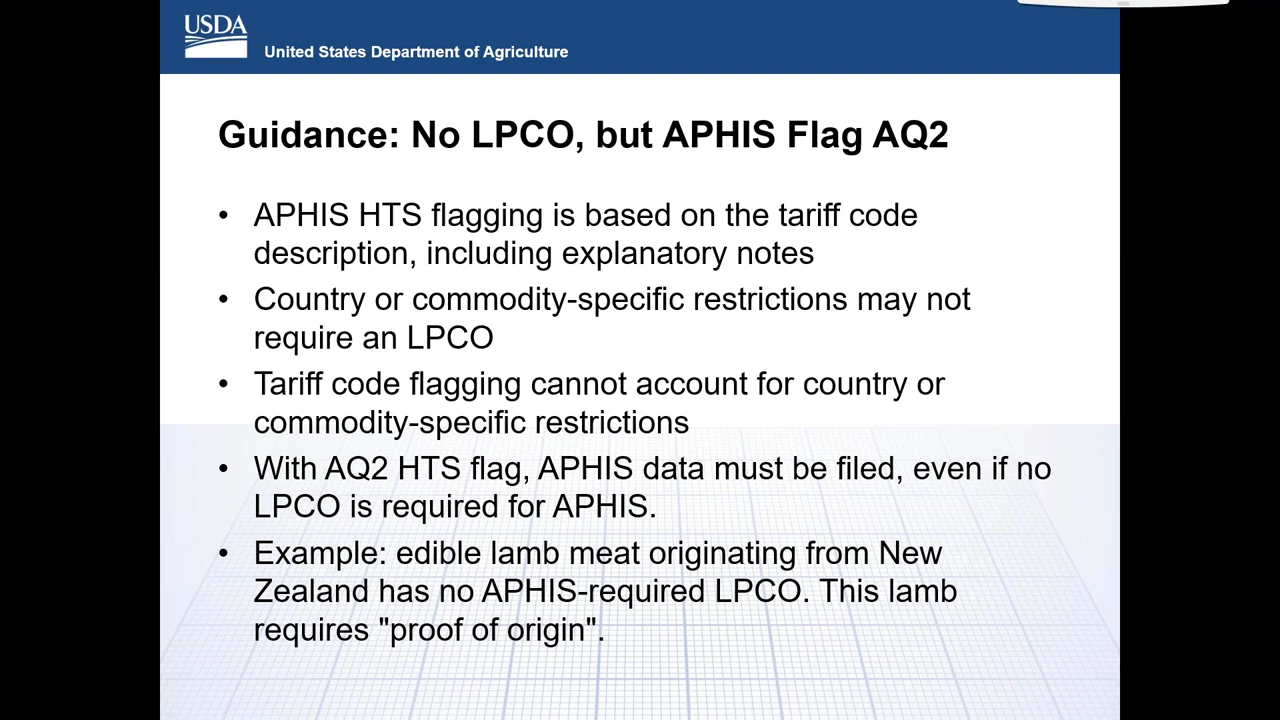 USDA
United States Department of Agriculture
Guidance: No LPCO, but APHIS Flag AQ2
• APHIS HTS flagging is based on the tariff code
description, including explanatory notes
• Country or commodity-specific restrictions may not
require an LPCO
• Tariff code flagging cannot account for country or
commodity-specific restrictions
• With AQ2 HTS flag, APHIS data must be filed, even if no
LPCO is required for APHIS.
• Example: edible lamb meat originating from New
Zealand has no APHIS-required LPCO. This lamb
requires "proof of origin".